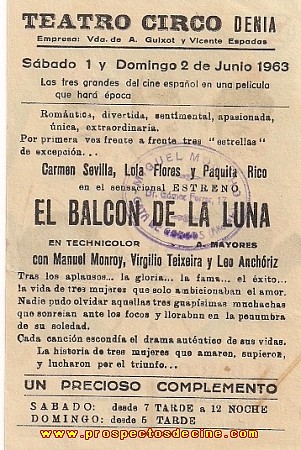 TEATRO CIRCO DENIA
Empresa: Vda. de A. Guixot y Vicente Espados
Sábado 1 y Domingo 2 de Junio 1963
Las tres grandes del cine español en una película
que hará época
Romántica, divertida, sentimental, apasionada,
única, extraordinaria.
Por primera ves frente a frente tres "estrellas"
de excepción...
Carmen Sevilla, Lola Flores y Paquita Rico
en el sensacional ESTRENO
EL BALCON DE LA LUNA
EN TECHNICOLOR A. MAYORES
con Manuel Monroy, Virgilio Teixeira y Leo Anchóriz
Tras los aplausos... la gloria... la fama... el éxito...
la vida de tres mujeres que solo ambicionaban el amor.
Nadie pudo olvidar aquellas tres guapísimas muchachas
que sonreian ante los focos y lloraban en la penumbra
de su soledad.
Cada canción escondía el drama auténtico de sus vidas.
La historia de tres mujeres que amaren, supieron,
y lucharen por el triunfo...
UN PRECIOSO COMPLEMENTO
SABADO: desde 7 TARDE a 12 NOCHE
DOMINGO: desde 5 TARDE
www.prospectosdecine.com